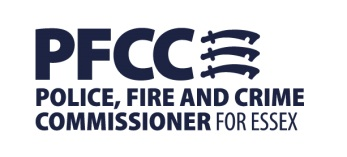 PFCC
POLICE, FIRE AND CRIME
COMMISSIONER FOR ESSEX